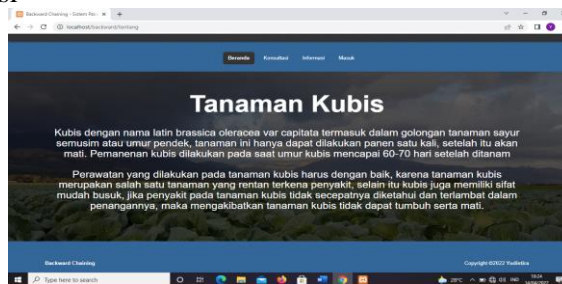 si
Backward Chaining - Sistem Pak
localhost/backward/tentang
Beranda Konsultasi Informasi Masuk
Tanaman Kubis
Kubis dengan nama latin brassica oleracea var capitata termasuk dalam golongan tanaman sayur
semusim atau umur pendek, tanaman ini hanya dapat dilakukan panen satu kali, setelah itu akan
mati. Pemanenan kubis dilakukan pada saat umur kubis mencapai 60-70 hari setelah ditanam
Perawatan yang dilakukan pada tanaman kubis harus dengan baik, karena tanaman kubis
merupakan salah satu tanaman yang rentan terkena penyakit, selain itu kubis juga memiliki sifat
mudah busuk, jika penyakit pada tanaman kubis tidak secepatnya diketahui dan terlambat dalam
penangannya, maka mengakibatkan tanaman kubis tidak dapat tumbuh serta mati.
Backward Chaining Copyright ©2022
Type here to search 28°C IND